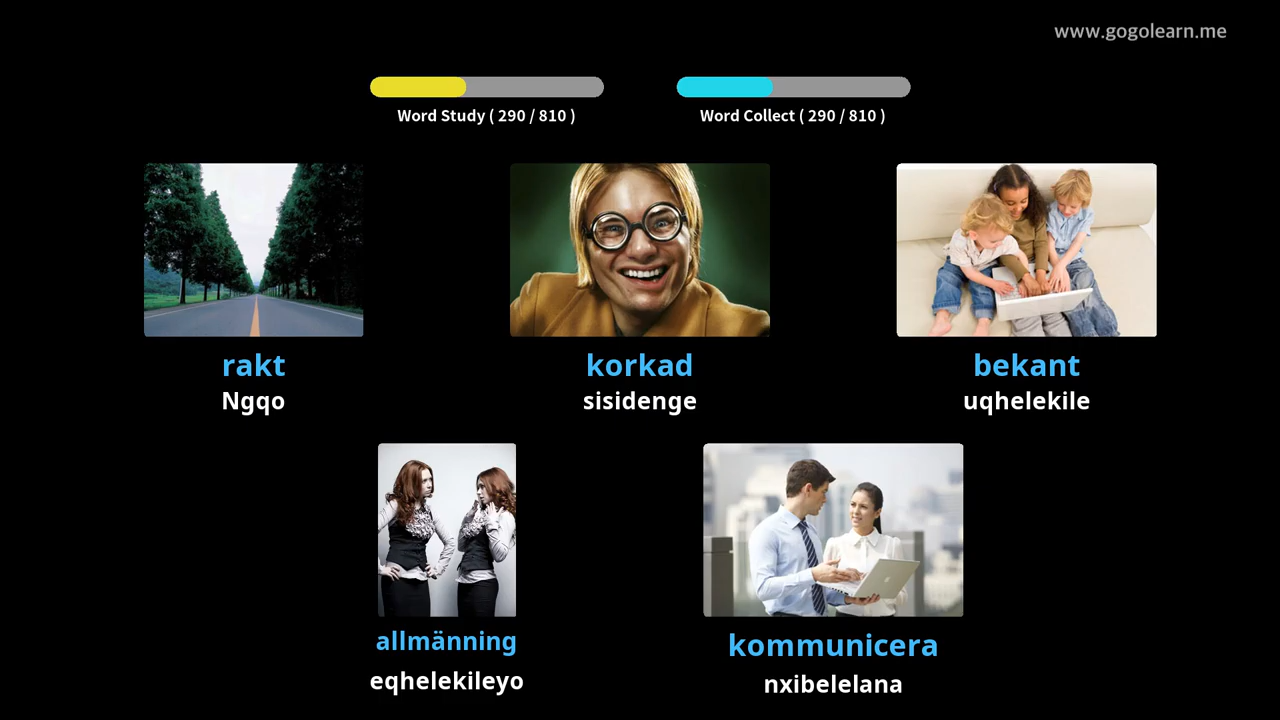 www.gogolearn.me
Word Study ( 290 / 810 )
Word Collect ( 290 / 810 )
rakt
Ngqo
korkad
sisidenge
bekant
uqhelekile
allmänning
eqhelekileyo
kommunicera
nxibelelana